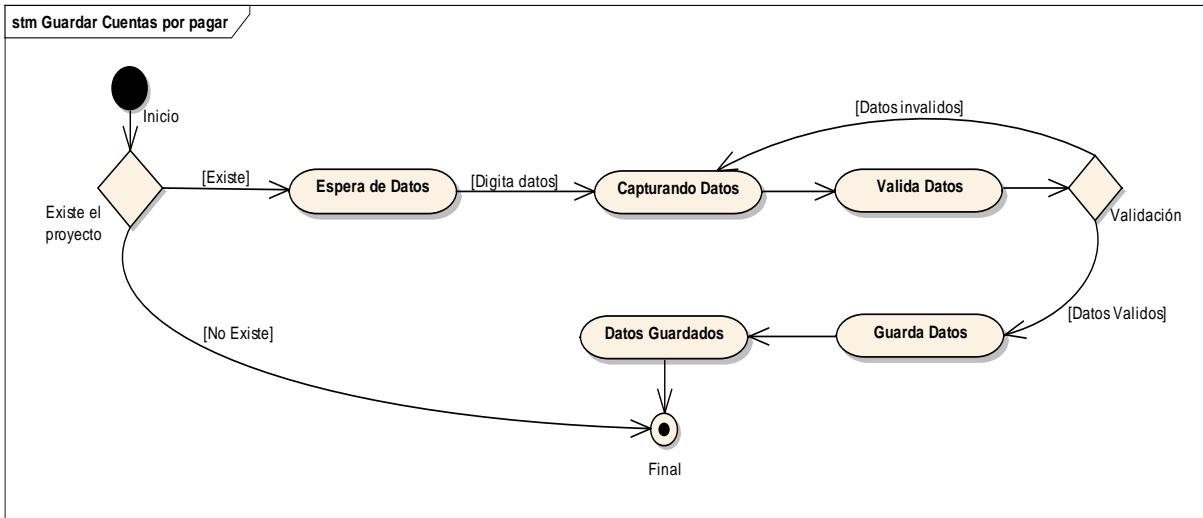 stm Guardar Cuentas por pagar
Inicio
[Datos invalidos]
[Existe]
Espera de Datos
[Digita datos]
Capturando Datos
Valida Datos
Existe el
proyecto
Validación
[No Existe]
Datos Guardados
Guarda Datos
[Datos Validos]
Final